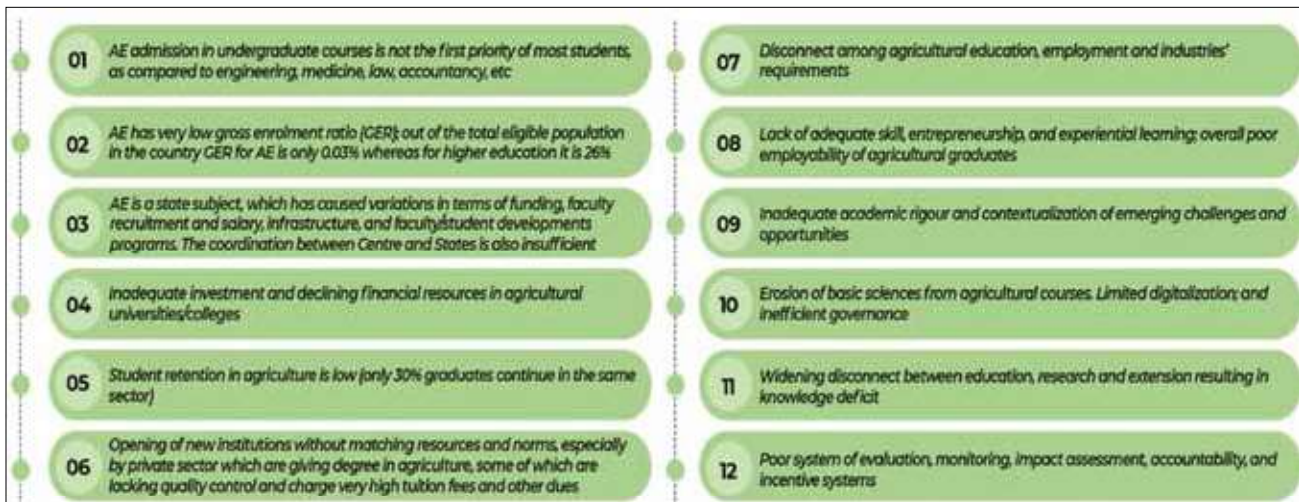 01
AE admission in undergraduate courses is not the first priority of most students,
as compared to engineering, medicine, law, accountancy, etc
02
AE has very low gross enrolment ratio (GER); out of the total eligible population
in the country GER for AE is only 0.03% whereas for higher education it is 26%
03
AE is a state subject, which has caused variations in terms of funding, faculty
recruitment and salary, infrastructure, and faculty/student developments
programs. The coordination between Centre and States is also insufficient
04
Inadequate investment and declining financial resources in agricultural
universities/colleges
05
Student retention in agriculture is low (only 30% graduates continue in the same
sector)
06
Opening of new institutions without matching resources and norms, especially
by private sector which are giving degree in agriculture, some of which are
lacking quality control and charge very high tuition fees and other dues
07
Disconnect among agricultural education, employment and industries'
requirements
08
Lack of adequate skill, entrepreneurship, and experiential learning; overall poor
employability of agricultural graduates
09
Inadequate academic rigour and contextualization of emerging challenges and
opportunities
10
Erosion of basic sciences from agricultural courses. Limited digitalization; and
inefficient governance
11
Widening disconnect between education, research and extension resulting in
knowledge deficit
12
Poor system of evaluation, monitoring, impact assessment, accountability, and
incentive systems